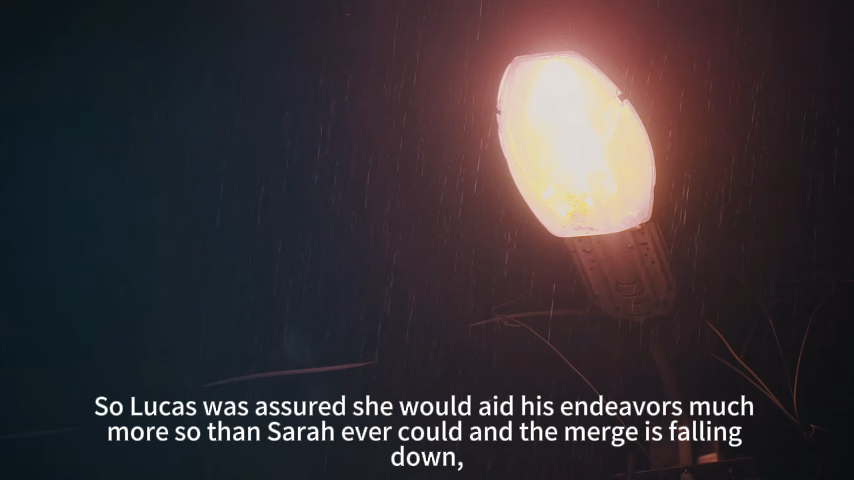 So Lucas was assured she would aid his endeavors much
more so than Sarah ever could and the merge is falling
down,